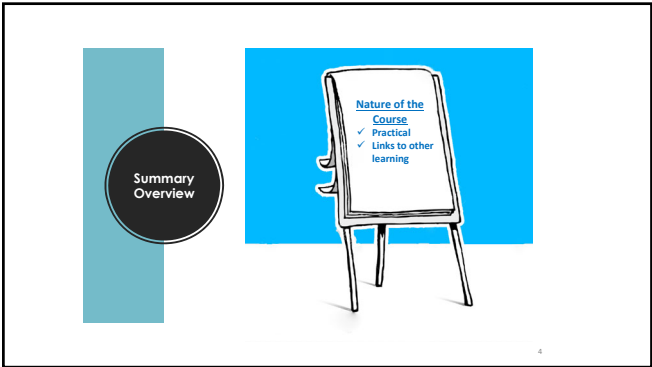 Summary
Overview
Nature of the
Course
✓ Practical
✓ Links to other
learning
4